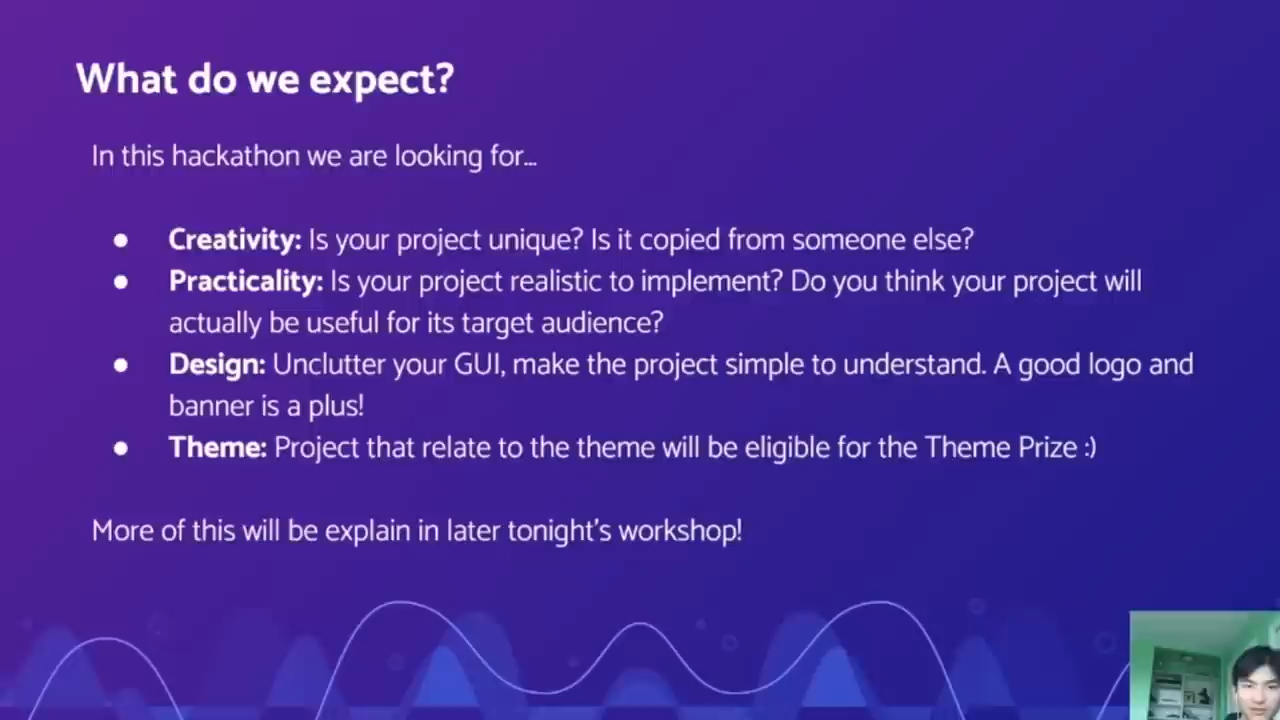 What do we expect?
In this hackathon we are looking for...
● Creativity: Is your project unique? Is it copied from someone else?
● Practicality: Is your project realistic to implement? Do you think your project will
actually be useful for its target audience?
● Design: Unclutter your GUI, make the project simple to understand. A good logo and
banner is a plus!
● Theme: Project that relate to the theme will be eligible for the Theme Prize :)
More of this will be explain in later tonight's workshop!